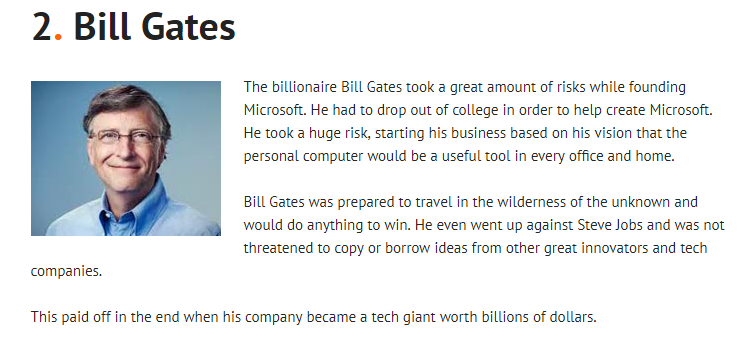 2. Bill Gates
The billionaire Bill Gates took a great amount of risks while founding
Microsoft. He had to drop out of college in order to help create Microsoft.
He took a huge risk, starting his business based on his vision that the
personal computer would be a useful tool in every office and home.
Bill Gates was prepared to travel in the wilderness of the unknown and
would do anything to win. He even went up against Steve Jobs and was not
threatened to copy or borrow ideas from other great innovators and tech
companies.
This paid off in the end when his company became a tech giant worth billions of dollars.